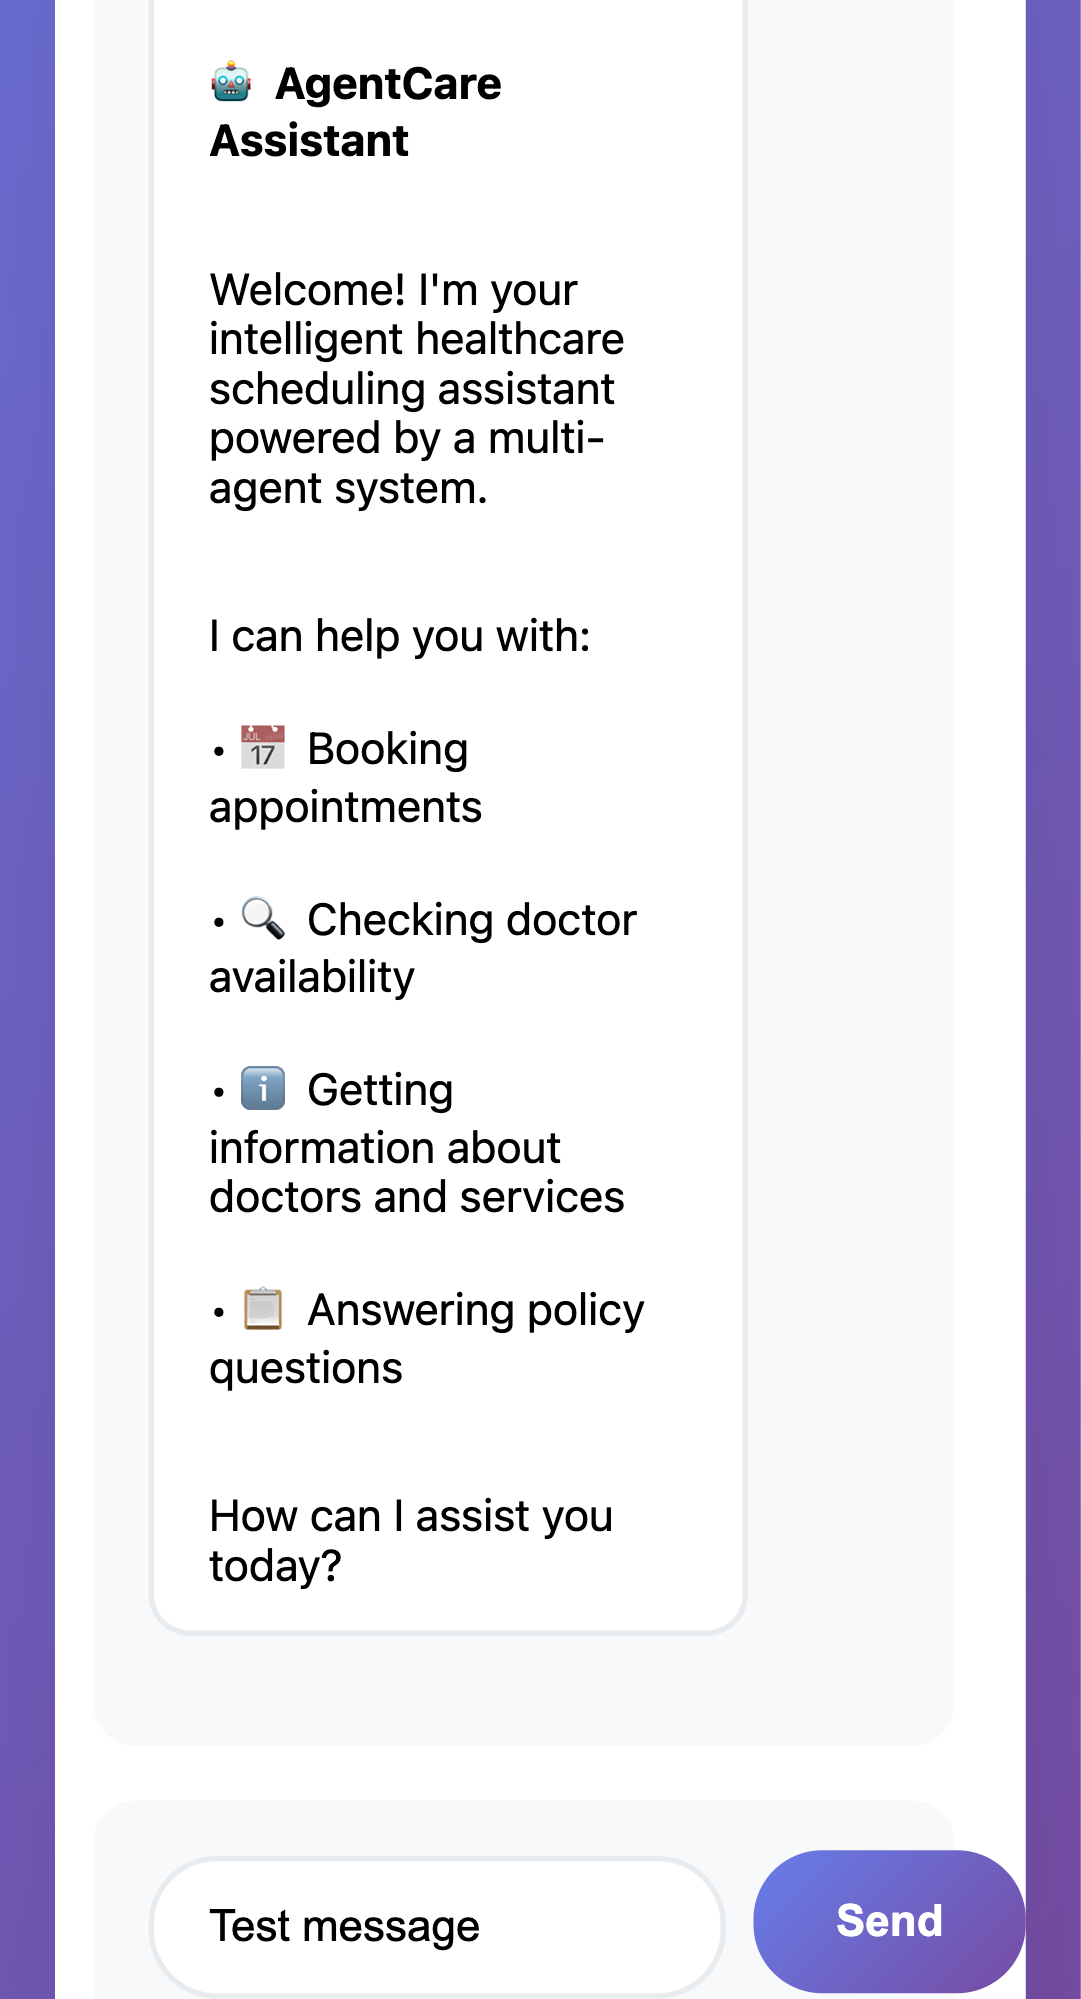 🤖 AgentCare
Assistant
Welcome! I'm your
intelligent healthcare
scheduling assistant
powered by a multi-
agent system.
I can help you with:
• 📅 Booking
appointments
• 🔍 Checking doctor
availability
• ℹ️ Getting
information about
doctors and services
• 📋 Answering policy
questions
How can I assist you
today?
Test message
Send